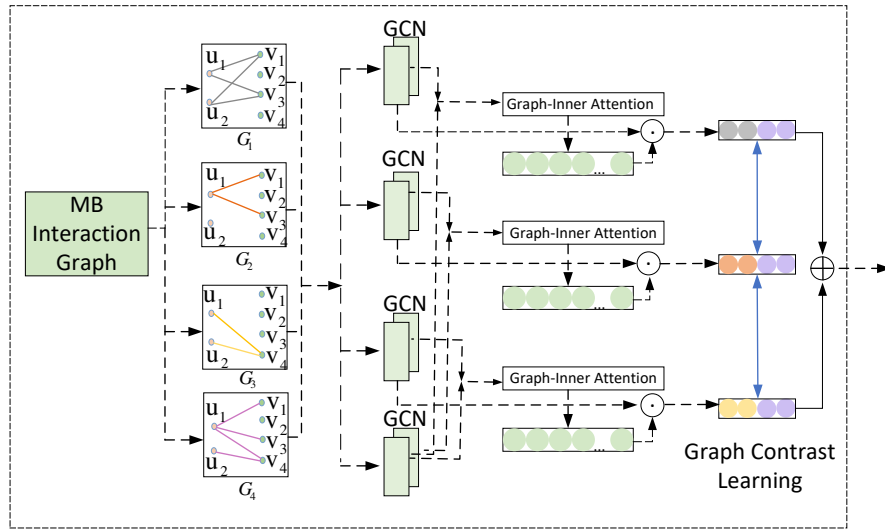 MB
Interaction
Graph
u1
u2
v1
v2
v3
v4
G1
u1
u2
v1
v2
v3
v4
G2
u1
u2
v1
v2
v3
v4
G3
u1
u2
v1
v2
v3
v4
G4
GCN
GCN
GCN
GCN
Graph-Inner Attention
...
Graph-Inner Attention
...
Graph-Inner Attention
...
Graph Contrast
Learning